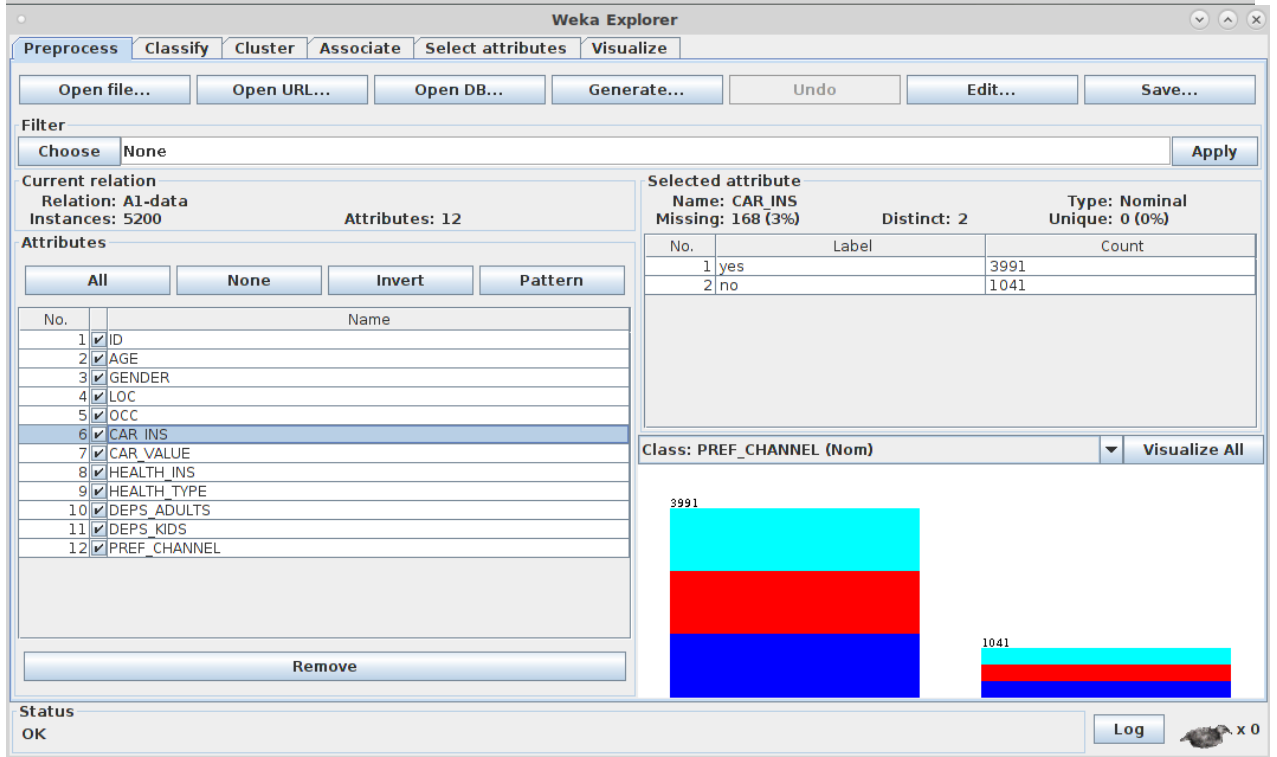 Weka Explorer
Preprocess Classify Cluster Associate Select attributes Visualize
Open file... Open URL... Open DB... Generate... Undo Edit... Save...
Filter
Choose None Apply
Current relation
Relation: A1-data
Instances: 5200 Attributes: 12
Attributes
All None Invert Pattern
No. Name
1 ID
2 AGE
3 GENDER
4 LOC
5 OCC
6 CAR_INS
7 CAR_VALUE
8 HEALTH_INS
9 HEALTH_TYPE
10 DEPS_ADULTS
11 DEPS_KIDS
12 PREF_CHANNEL
Remove
Selected attribute
Name: CAR_INS Type: Nominal
Missing: 168 (3%) Distinct: 2 Unique: 0 (0%)
No. Label Count
1 yes 3991
2 no 1041
Class: PREF_CHANNEL (Nom) Visualize All
3991
1041
Status
OK
Log x 0